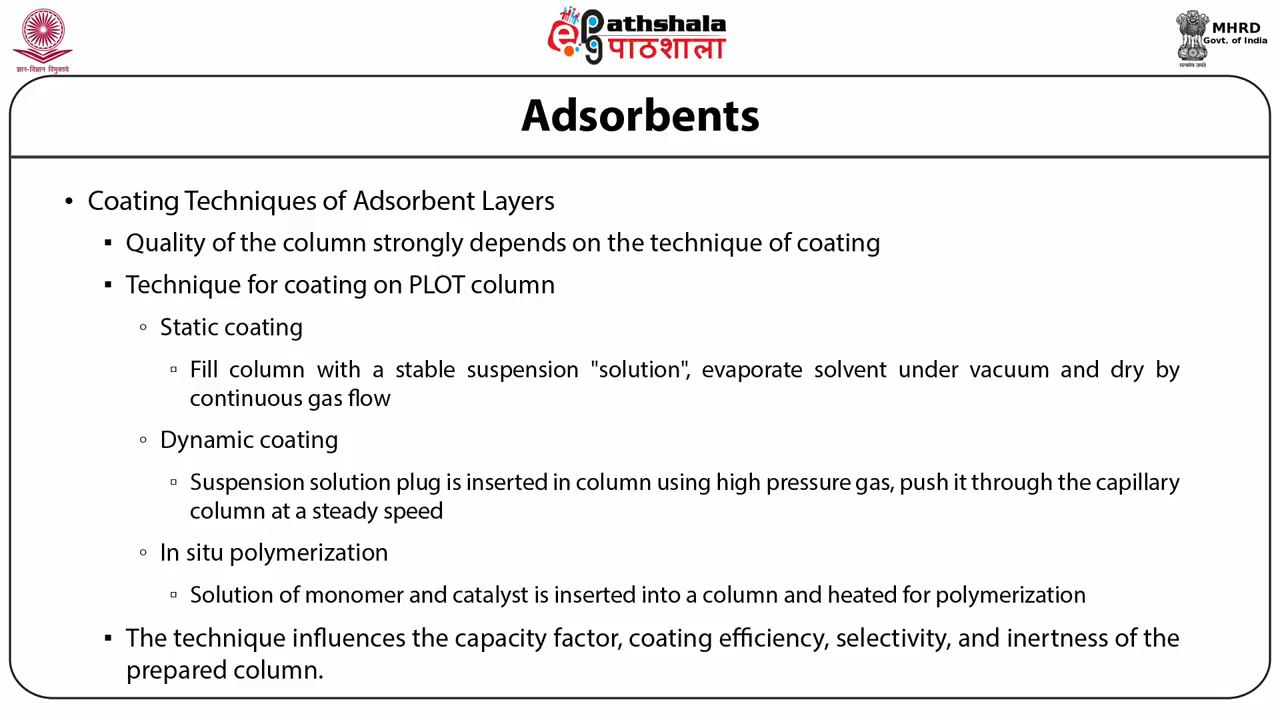 ज्ञान-विज्ञान विमुक्तये
ePathshala
पाठशाला
MHRD
Govt. of India
सत्यमेव जयते
Adsorbents
• Coating Techniques of Adsorbent Layers
▪ Quality of the column strongly depends on the technique of coating
▪ Technique for coating on PLOT column
◦ Static coating
▫ Fill column with a stable suspension "solution", evaporate solvent under vacuum and dry by
continuous gas flow
◦ Dynamic coating
▫ Suspension solution plug is inserted in column using high pressure gas, push it through the capillary
column at a steady speed
◦ In situ polymerization
▫ Solution of monomer and catalyst is inserted into a column and heated for polymerization
▪ The technique influences the capacity factor, coating efficiency, selectivity, and inertness of the
prepared column.